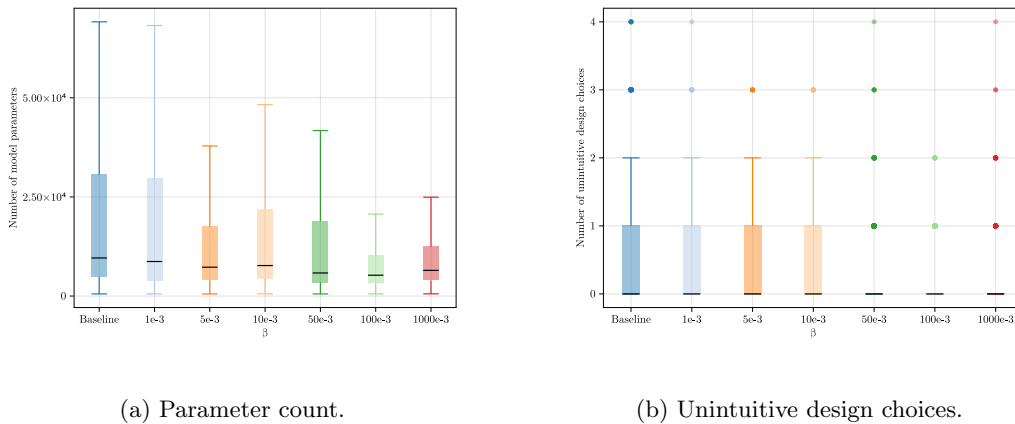 Number of model parameters
5.00×10⁴
2.50×10⁴
0
Baseline 1e-3 5e-3 10e-3 50e-3 100e-3 1000e-3
β
(a) Parameter count.
Number of unintuitive design choices
4
3
2
1
0
Baseline 1e-3 5e-3 10e-3 50e-3 100e-3 1000e-3
β
(b) Unintuitive design choices.